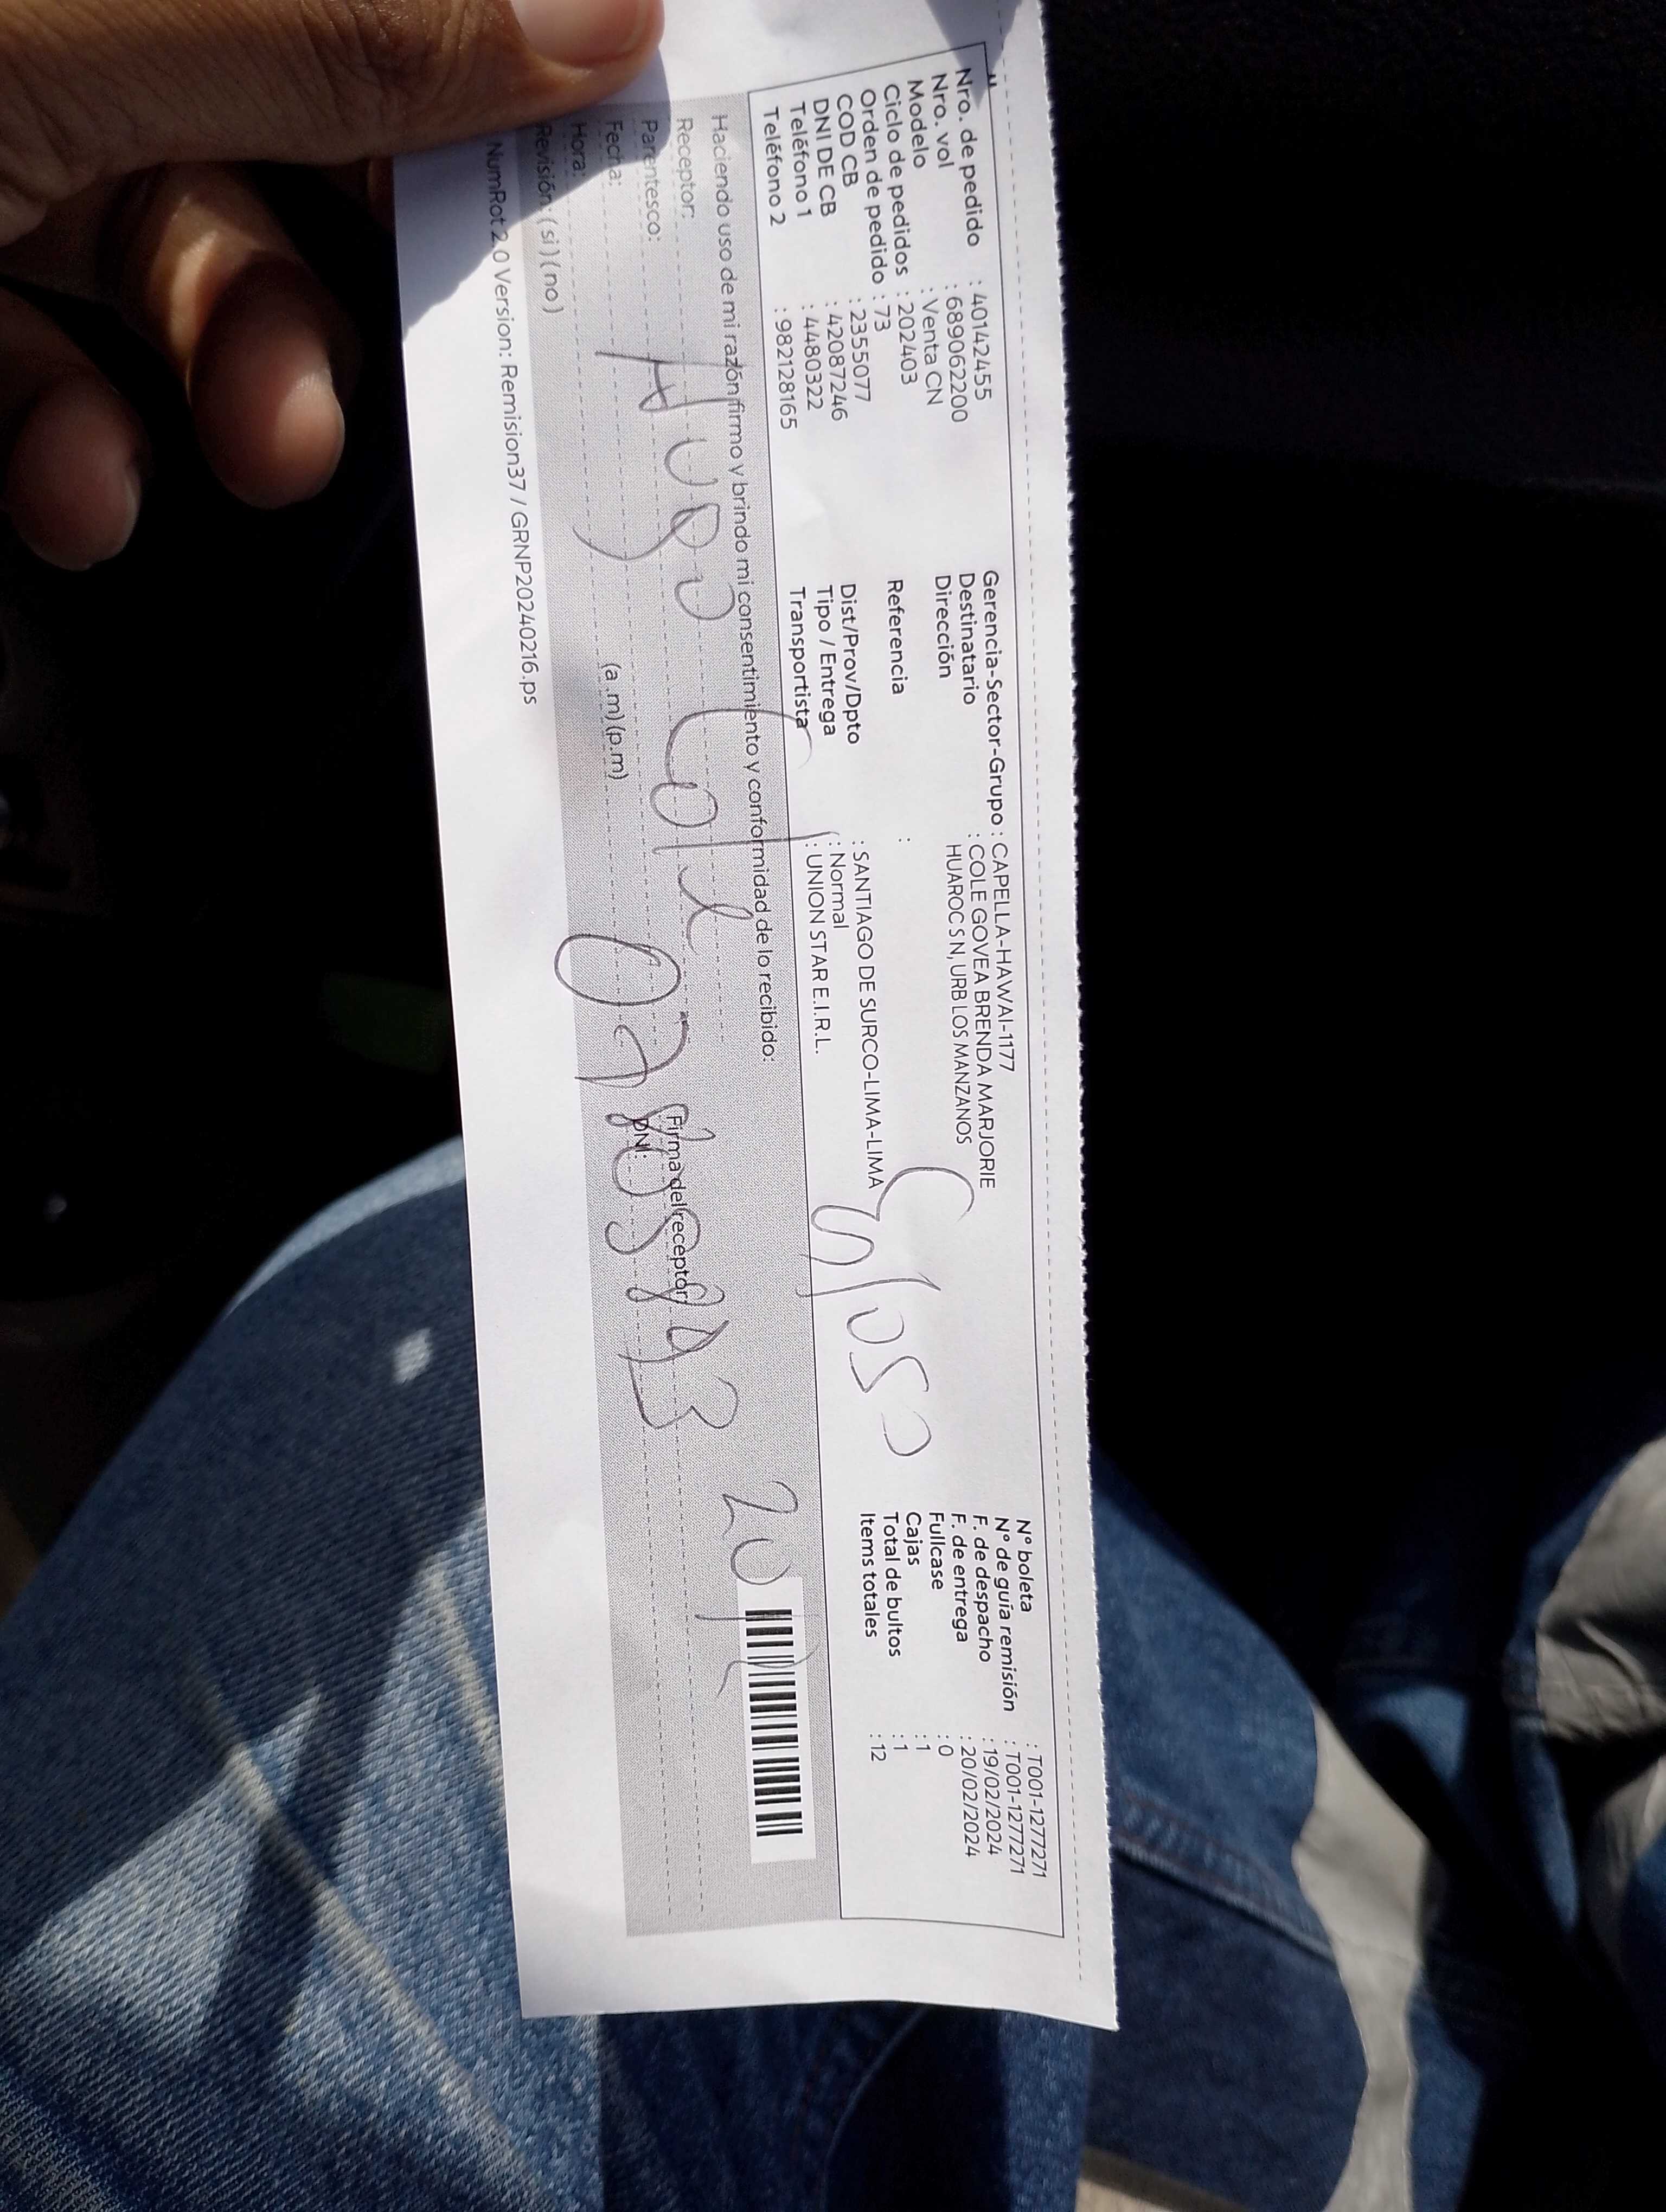 Nro. de pedido : 40142455
Nro. vol : 689062200
Modelo : Venta CN
Ciclo de pedidos : 202403
Orden de pedido : 73
COD CB : 2355077
DNI DE CB : 42087246
Teléfono 1 : 4480322
Teléfono 2 : 982128165
Gerencia-Sector-Grupo : CAPELLA-HAWAI-1177
Destinatario : COLE GOVEA BRENDA MARJORIE
Dirección HUAROC S N, URB LOS MANZANOS
Referencia :
Dist/Prov/Dpto : SANTIAGO DE SURCO-LIMA-LIMA
Tipo / Entrega : Normal
Transportista : UNION STAR E.I.R.L.
N° boleta : T001-1277271
N° de guía remisión : T001-1277271
F. de despacho : 19/02/2024
F. de entrega : 20/02/2024
Fullcase : 0
Cajas : 1
Total de bultos : 1
Items totales : 12
Esposo
Haciendo uso de mi razón firmo y brindo mi consentimiento y conformidad de lo recibido:
Receptor:
Hugo Cole
Parentesco:
Fecha:
Hora: (a .m) (p.m)
Revisión: (si) (no)
Firma del receptor
DNI:
NumRot 2.0 Version: Remision37 / GRNP20240216.ps